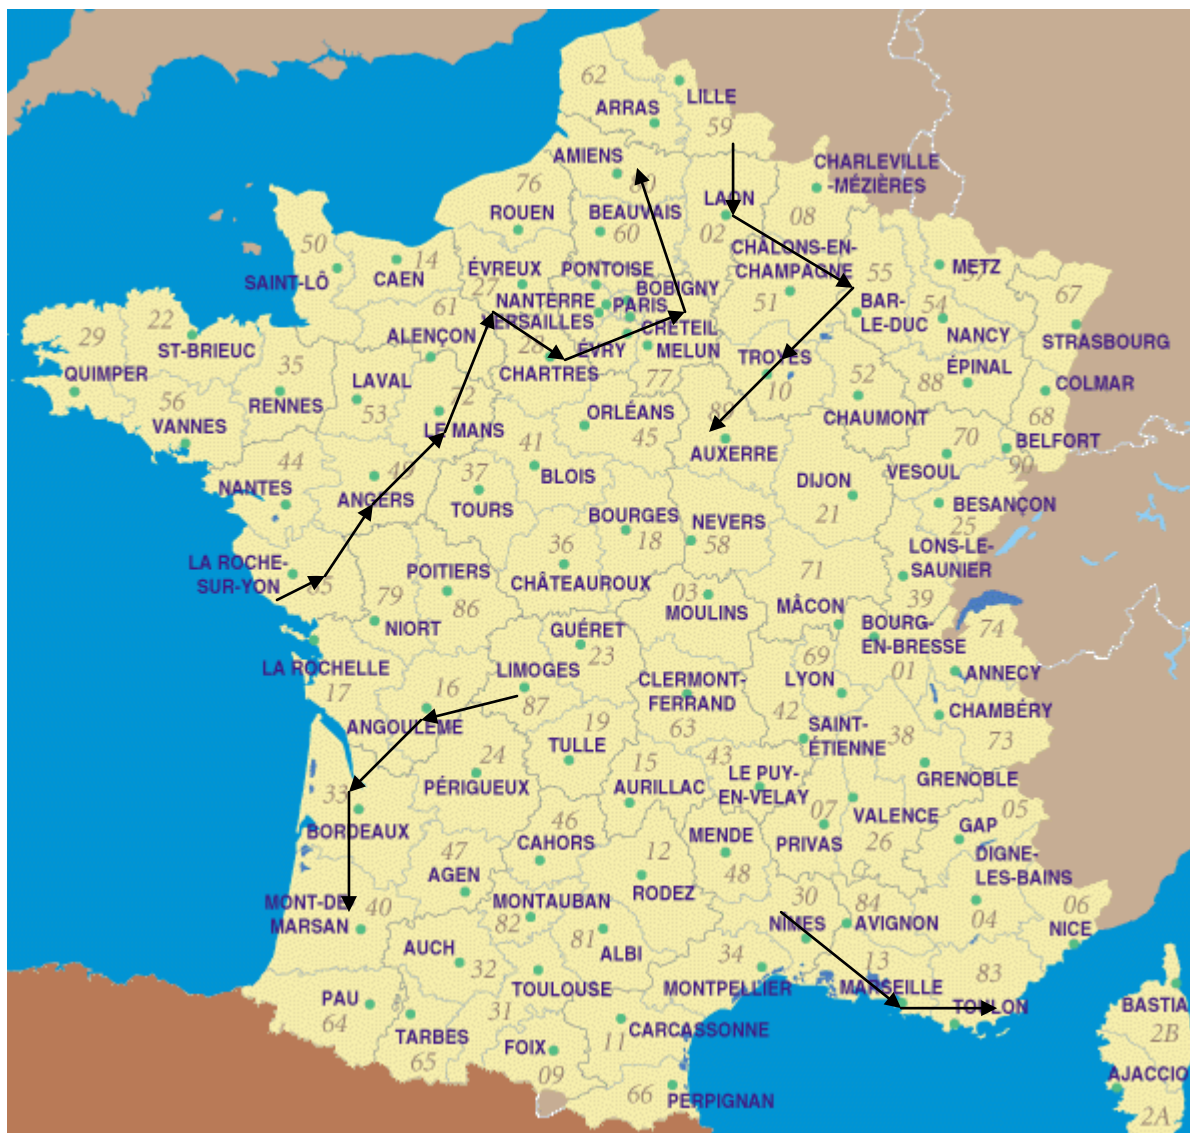 62
LILLE
ARRAS
59
AMIENS
80
CHARLEVILLE
-MÉZIÈRES
76
LAON
ROUEN
BEAUVAIS
08
60
02
50
CHÂLONS-EN-
CHAMPAGNE
14
ÉVREUX
PONTOISE
METZ
57
SAINT-LÔ
CAEN
27
BOBIGNY
55
67
61
NANTERRE
PARIS
51
BAR-
LE-DUC
54
22
29
VERSAILLES
CRÉTEIL
ALENÇON
NANCY
STRASBOURG
ST-BRIEUC
28
ÉVRY
MELUN
TROYES
35
QUIMPER
CHARTRES
ÉPINAL
LAVAL
77
10
52
88
COLMAR
56
RENNES
53
72
ORLÉANS
89
CHAUMONT
68
VANNES
LE MANS
41
45
70
BELFORT
44
AUXERRE
90
49
37
BLOIS
DIJON
VESOUL
NANTES
ANGERS
TOURS
BESANÇON
BOURGES
NEVERS
21
25
36
18
58
LONS-LE-
SAUNIER
LA ROCHE-
SUR-YON
85
POITIERS
CHÂTEAUROUX
71
79
86
03
MOULINS
MÂCON
39
NIORT
GUÉRET
BOURG-
EN-BRESSE
74
23
69
LA ROCHELLE
LIMOGES
CLERMONT-
FERRAND
LYON
01
ANNECY
17
16
87
42
CHAMBÉRY
ANGOULÊME
19
63
SAINT-
ÉTIENNE
38
73
24
TULLE
15
43
PÉRIGUEUX
AURILLAC
LE PUY-
EN-VELAY
GRENOBLE
33
07
VALENCE
05
BORDEAUX
46
CAHORS
MENDE
PRIVAS
26
GAP
47
12
DIGNE-
LES-BAINS
AGEN
48
RODEZ
MONT-DE-
MARSAN
40
MONTAUBAN
30
84
06
82
NÎMES
AVIGNON
04
NICE
AUCH
81
ALBI
34
13
83
32
TOULOUSE
MONTPELLIER
MARSEILLE
PAU
TOULON
BASTIA
64
31
TARBES
CARCASSONNE
2B
65
FOIX
11
09
AJACCIO
66
PERPIGNAN
2A